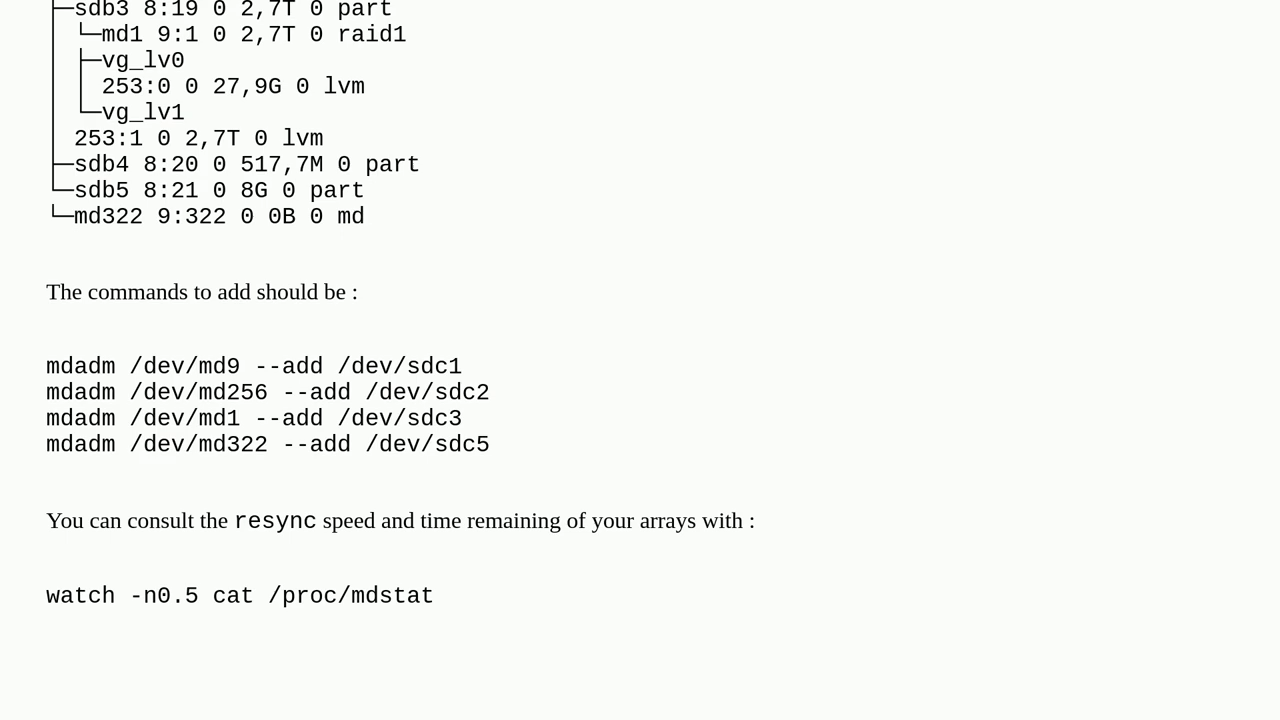 ├─sdb3 8:19 0 2,7T 0 part
│ └─md1 9:1 0 2,7T 0 raid1
│ ├─vg_lv0
│ │ 253:0 0 27,9G 0 lvm
│ └─vg_lv1
│ 253:1 0 2,7T 0 lvm
├─sdb4 8:20 0 517,7M 0 part
└─sdb5 8:21 0 8G 0 part
└─md322 9:322 0 0B 0 md
The commands to add should be :
mdadm /dev/md9 --add /dev/sdc1
mdadm /dev/md256 --add /dev/sdc2
mdadm /dev/md1 --add /dev/sdc3
mdadm /dev/md322 --add /dev/sdc5
You can consult the resync speed and time remaining of your arrays with :
watch -n0.5 cat /proc/mdstat